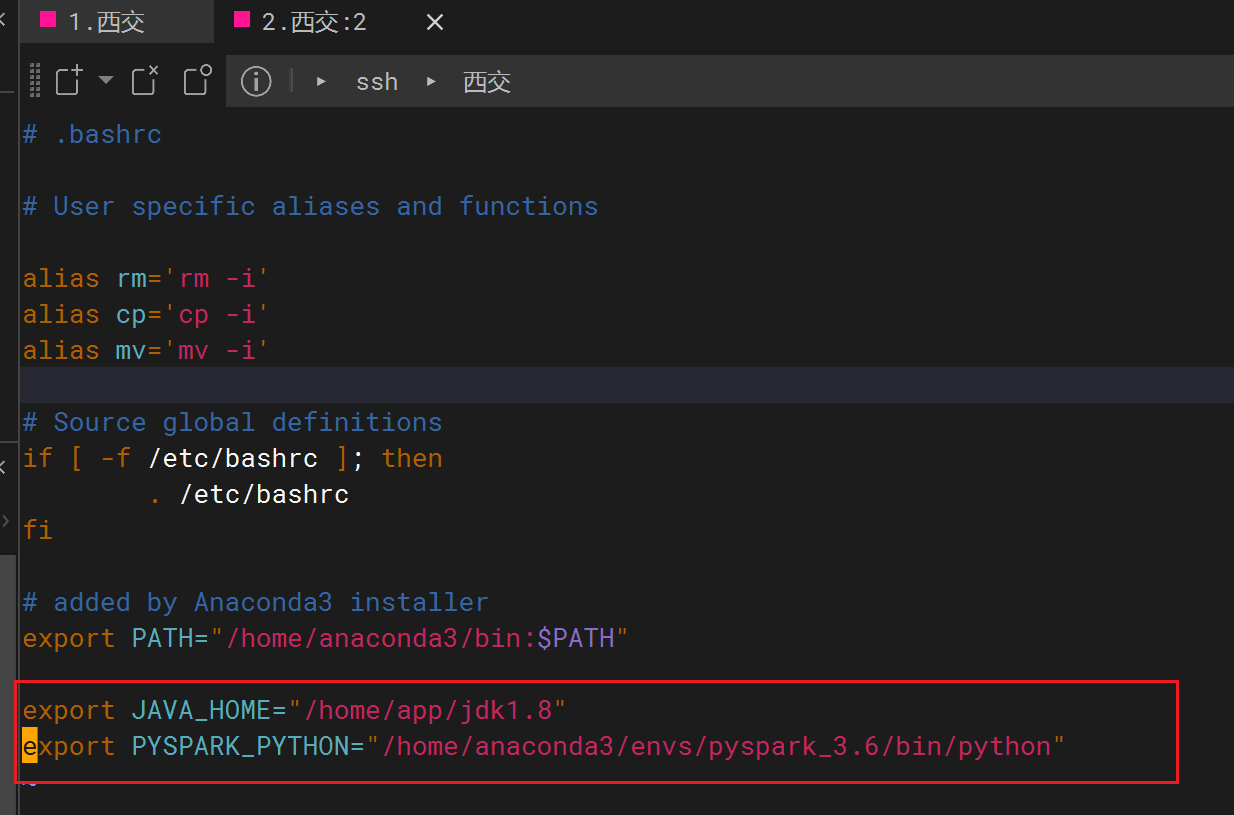 1.西交
2.西交:2
ssh
西交
# .bashrc
# User specific aliases and functions
alias rm='rm -i'
alias cp='cp -i'
alias mv='mv -i'
# Source global definitions
if [ -f /etc/bashrc ]; then
. /etc/bashrc
fi
# added by Anaconda3 installer
export PATH="/home/anaconda3/bin:$PATH"
export JAVA_HOME="/home/app/jdk1.8"
export PYSPARK_PYTHON="/home/anaconda3/envs/pyspark_3.6/bin/python"